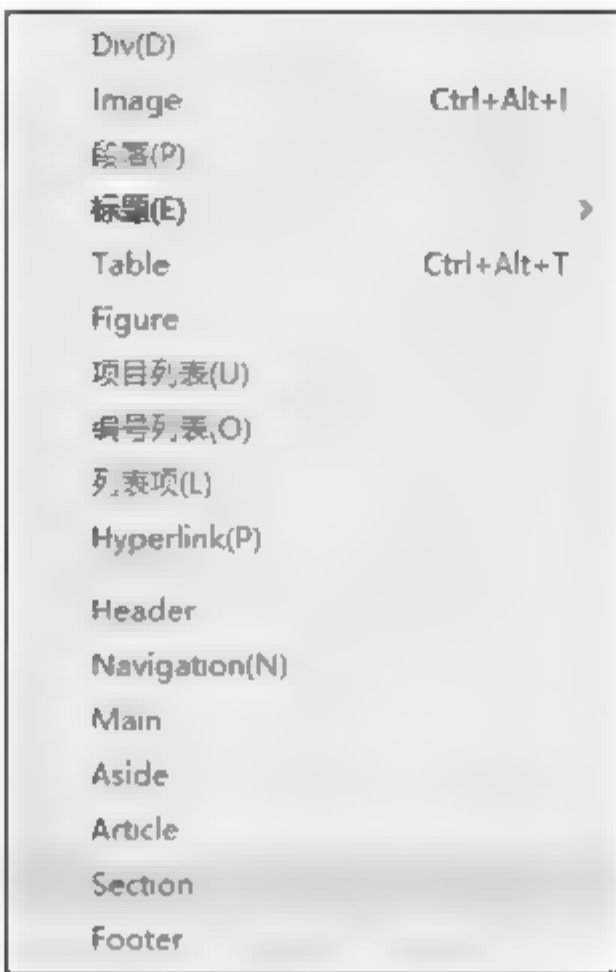 Div(D)
Image Ctrl+Alt+I
段落(P)
标题(E) >
Table Ctrl+Alt+T
Figure
项目列表(U)
编号列表(O)
列表项(L)
Hyperlink(P)
Header
Navigation(N)
Main
Aside
Article
Section
Footer